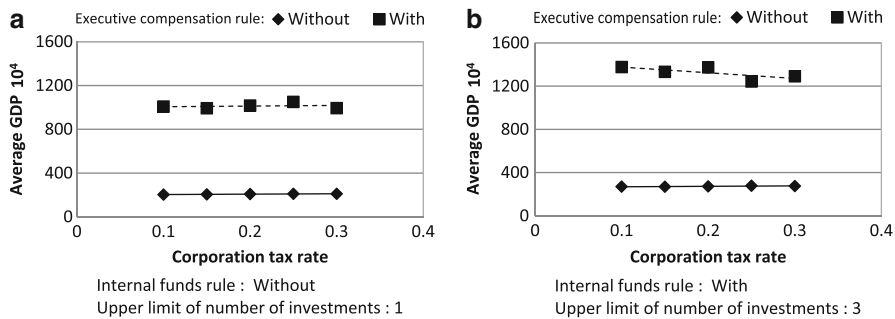 a
Executive compensation rule: ◆ Without ■ With
1600
1200
800
400
0
Average GDP 10⁴
0 0.1 0.2 0.3 0.4
Corporation tax rate
Internal funds rule : Without
Upper limit of number of investments : 1
b
Executive compensation rule: ◆ Without ■ With
1600
1200
800
400
0
Average GDP 10⁴
0 0.1 0.2 0.3 0.4
Corporation tax rate
Internal funds rule : With
Upper limit of number of investments : 3